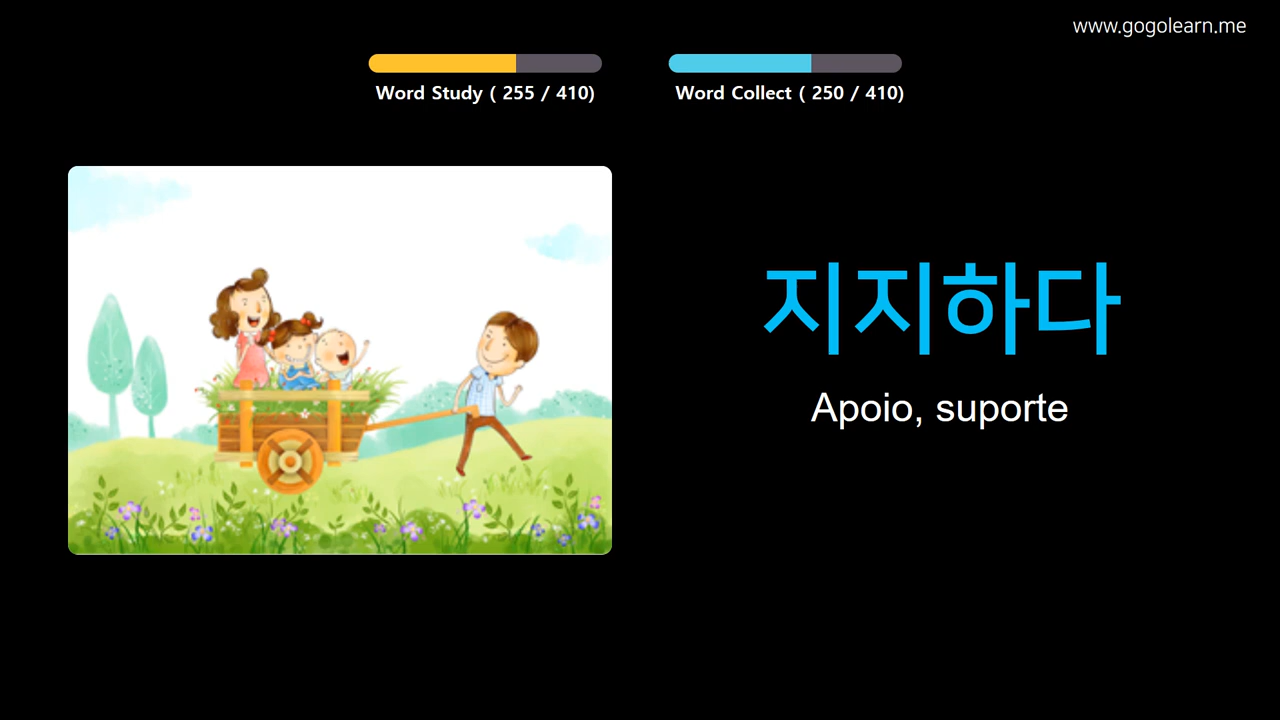 www.gogolearn.me
Word Study ( 255 / 410)
Word Collect ( 250 / 410)
지지하다
Apoio, suporte